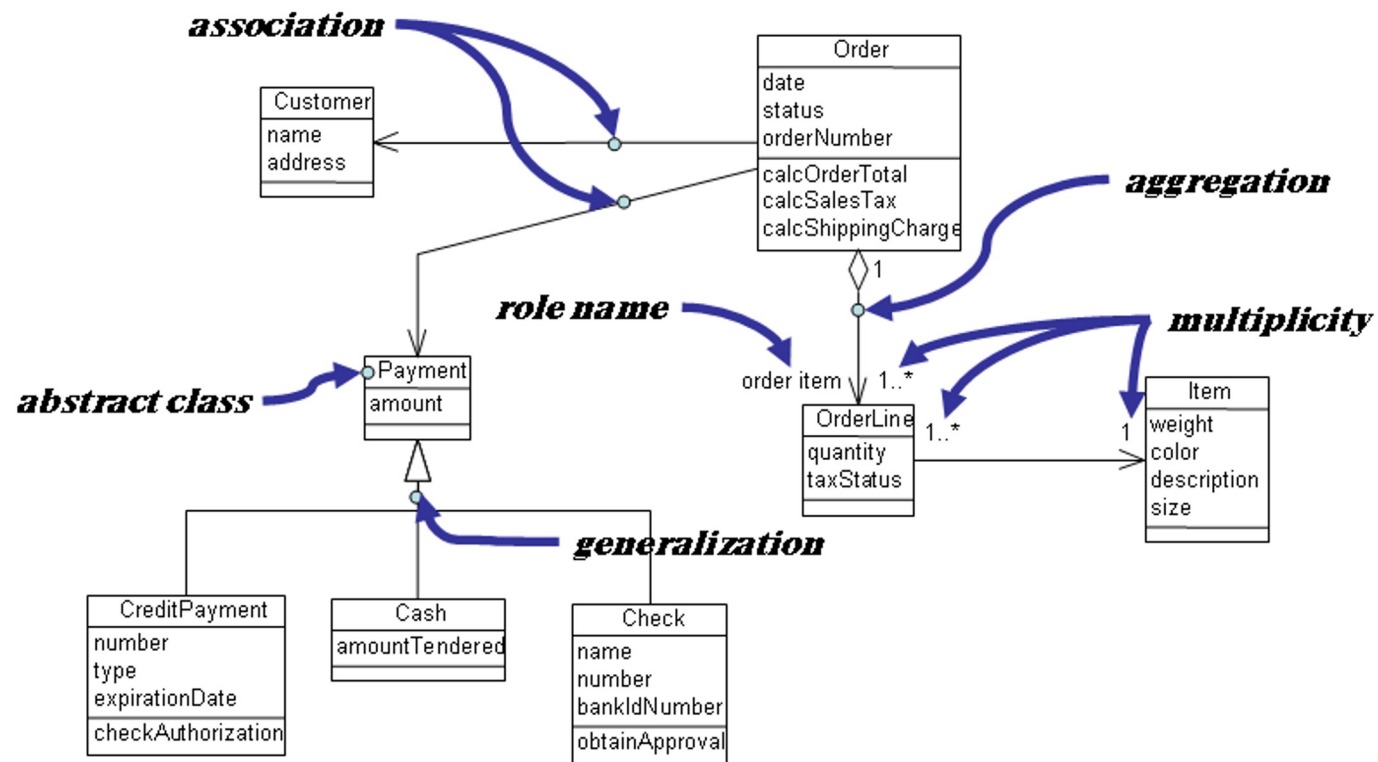 association
Order
date
status
orderNumber
calcOrderTotal
calcSalesTax
calcShippingCharge
Customer
name
address
aggregation
1
role name
multiplicity
order item
1..*
abstract class
Payment
amount
OrderLine
quantity
taxStatus
1..*
1
Item
weight
color
description
size
generalization
CreditPayment
number
type
expirationDate
checkAuthorization
Cash
amountTendered
Check
name
number
bankIdNumber
obtainApproval